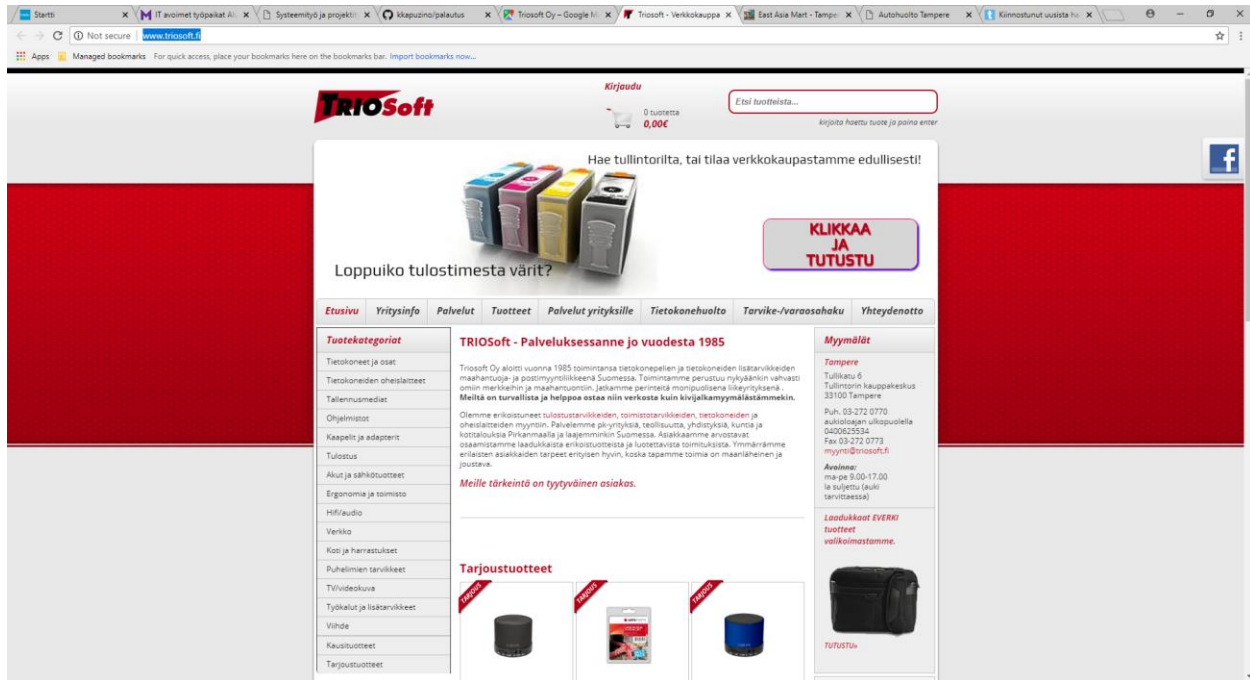 Startti
IT avoimet työpaikat Al
Systeemityö ja projekti
kkapuzino/palautus
Triosoft Oy – Google M
Triosoft - Verkkokauppa
East Asia Mart - Tampe
Autohuolto Tampere
Kiinnostunut uusista ha
Not secure | www.triosoft.fi
Apps Managed bookmarks For quick access, place your bookmarks here on the bookmarks bar. Import bookmarks now...
TRIOSoft
Kirjaudu
0 tuotetta
0,00€
Etsi tuotteista...
kirjoita haettu tuote ja paina enter
Hae tullintorilta, tai tilaa verkkokaupastamme edullisesti!
Loppuiko tulostimesta värit?
KLIKKAA
JA
TUTUSTU
Etusivu Yritysinfo Palvelut Tuotteet Palvelut yrityksille Tietokonehuolto Tarvike-/varaosahaku Yhteydenotto
Tuotekategoriat
Tietokoneet ja osat
Tietokoneiden oheislaitteet
Tallennusmediat
Ohjelmistot
Kaapelit ja adapterit
Tulostus
Akut ja sähkötuotteet
Ergonomia ja toimisto
Hifi/audio
Verkko
Koti ja harrastukset
Puhelimien tarvikkeet
TV/videokuva
Työkalut ja lisätarvikkeet
Viihde
Kausituotteet
Tarjoustuotteet
TRIOSoft - Palveluksessanne jo vuodesta 1985
Triosoft Oy aloitti vuonna 1985 toimintansa tietokonepelien ja tietokoneiden lisätarvikkeiden
maahantuoja- ja postimyyntiliikkeenä Suomessa. Toimintamme perustuu nykyäänkin vahvasti
omiin merkkeihin ja maahantuontiin. Jatkamme perinteitä monipuolisena liikeyrityksenä .
Meiltä on turvallista ja helppoa ostaa niin verkosta kuin kivijalkamyymälästämmekin.
Olemme erikoistuneet tulostustarvikkeiden, toimistotarvikkeiden, tietokoneiden ja
oheislaitteiden myyntiin. Palvelemme pk-yrityksiä, teollisuutta, yhdistyksiä, kuntia ja
kotitalouksia Pirkanmaalla ja laajemminkin Suomessa. Asiakkaamme arvostavat
osaamistamme laadukkaista erikoistuotteista ja luotettavista toimituksista. Ymmärrämme
erilaisten asiakkaiden tarpeet erityisen hyvin, koska tapamme toimia on maanläheinen ja
joustava.
Meille tärkeintä on tyytyväinen asiakas.
Tarjoustuotteet
TARJOUS
TARJOUS
TARJOUS
Myymälät
Tampere
Tullikatu 6
Tullintorin kauppakeskus
33100 Tampere
Puh. 03-272 0770
aukioloajan ulkopuolella
0400625534
Fax 03-272 0773
myynti@triosoft.fi
Avoinna:
ma-pe 9.00-17.00
la suljettu (auki
tarvittaessa)
Laadukkaat EVERKI
tuotteet
valikoimastamme.
TUTUSTU»